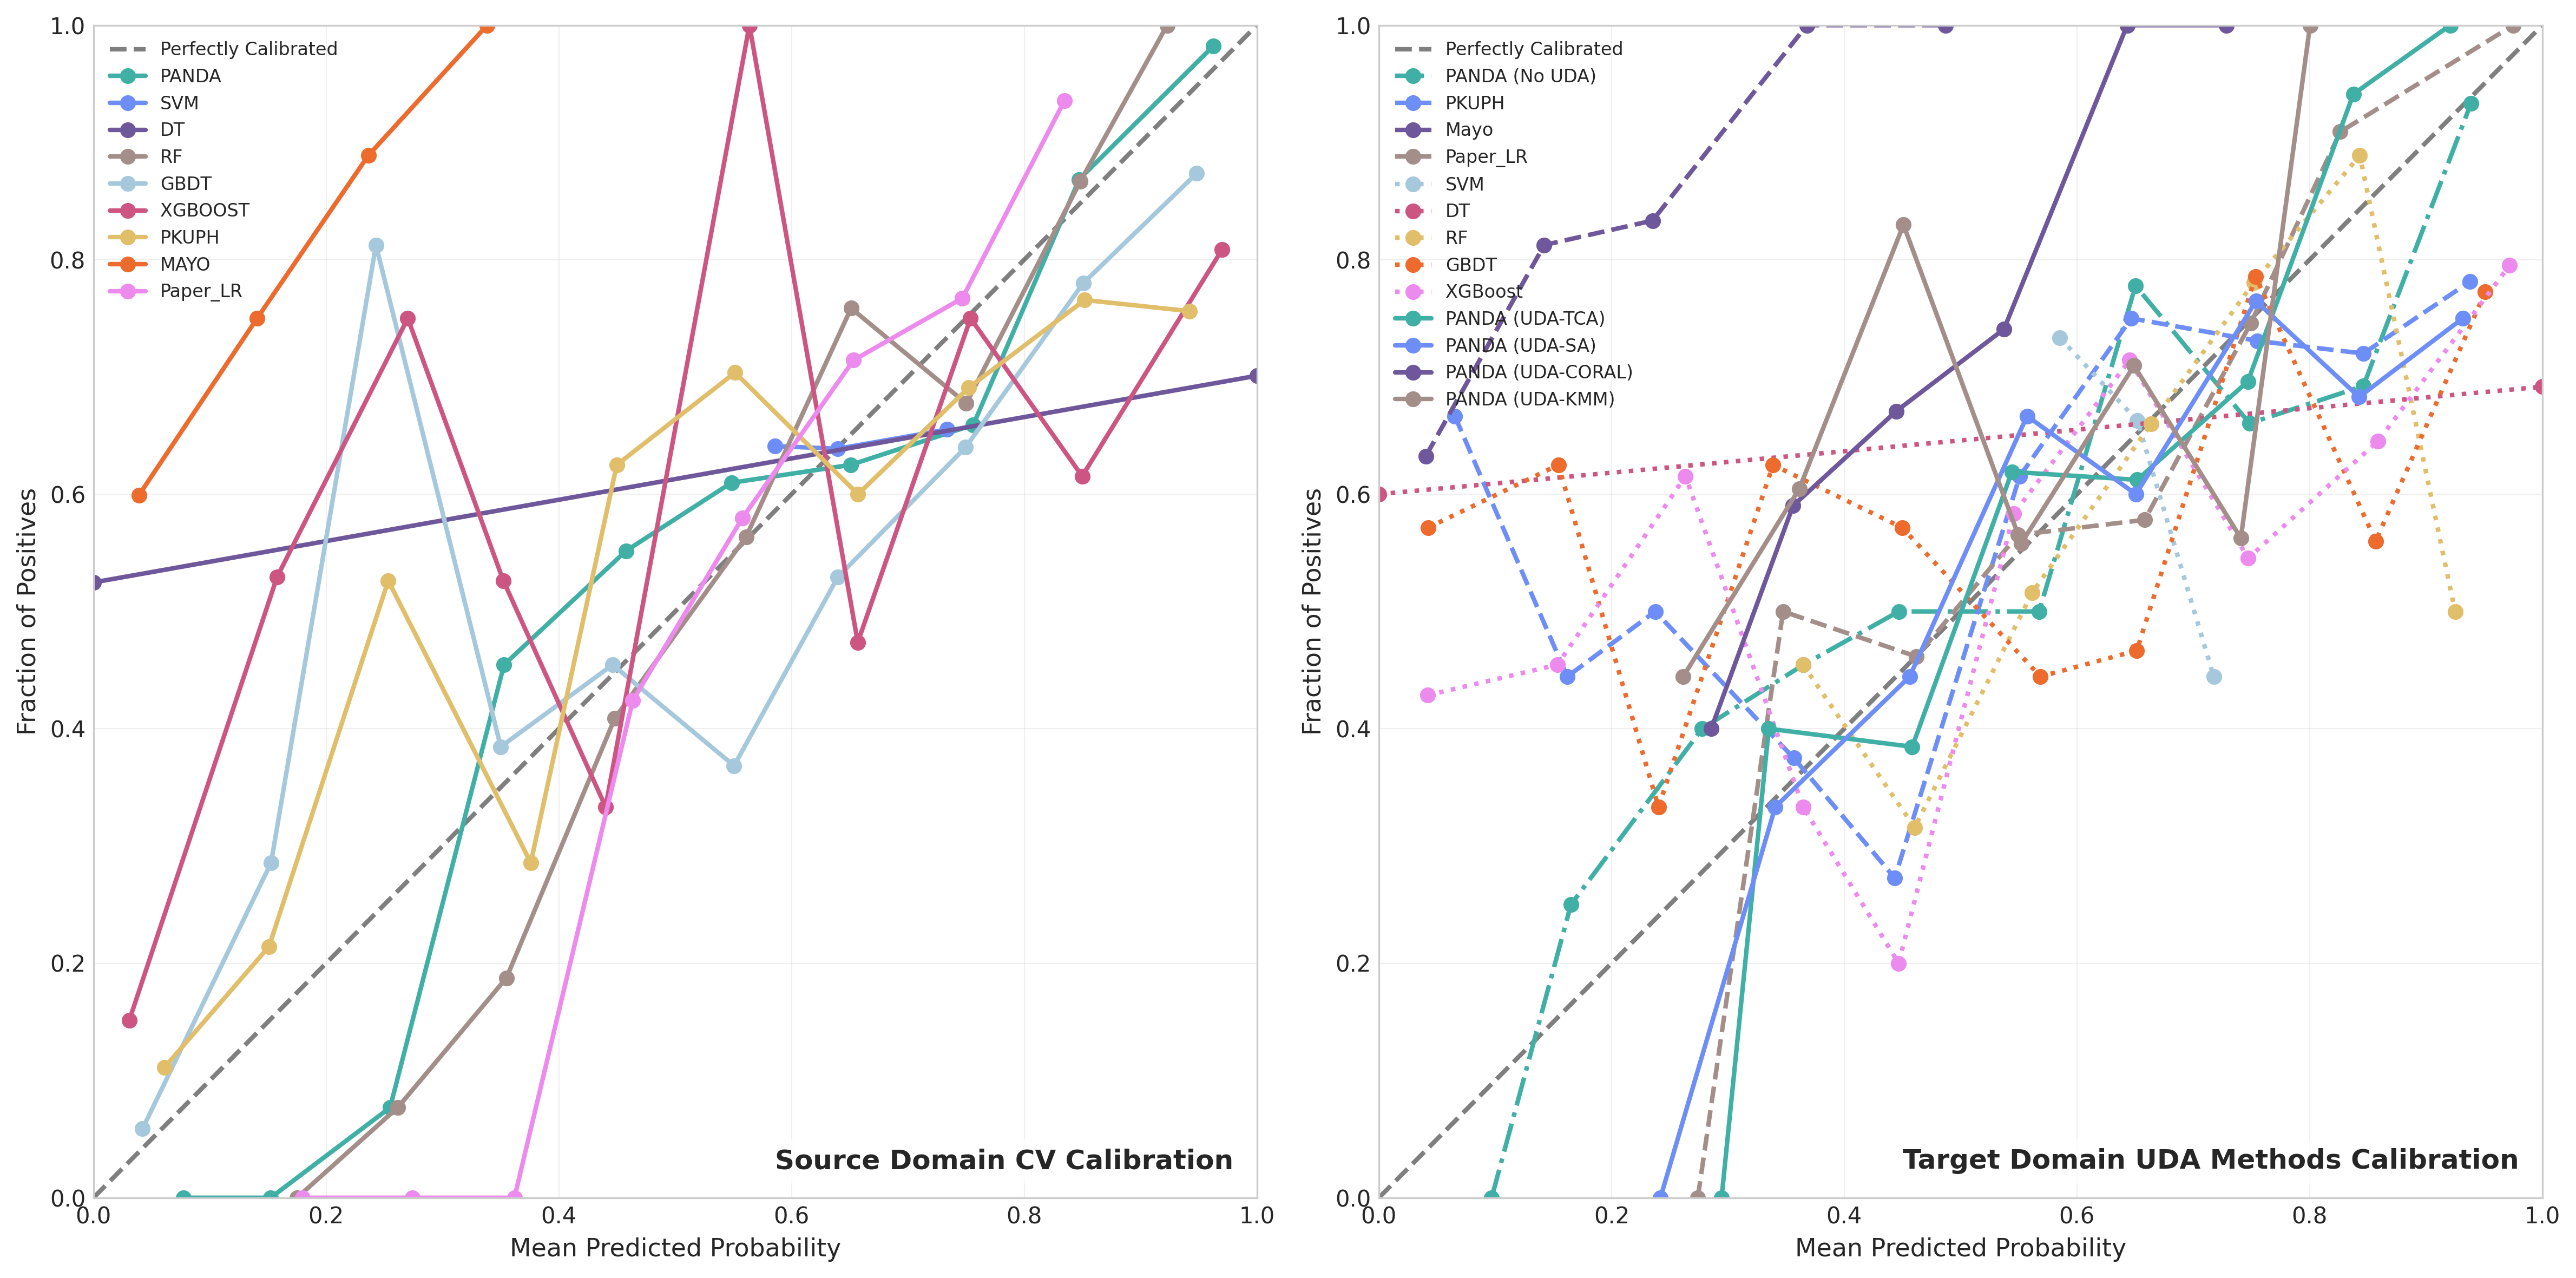 1.0
0.8
0.6
0.4
0.2
0.0
Fraction of Positives
Perfectly Calibrated
PANDA
SVM
DT
RF
GBDT
XGBOOST
PKUPH
MAYO
Paper_LR
Source Domain CV Calibration
0.0 0.2 0.4 0.6 0.8 1.0
Mean Predicted Probability
1.0
0.8
0.6
0.4
0.2
0.0
Fraction of Positives
Perfectly Calibrated
PANDA (No UDA)
PKUPH
Mayo
Paper_LR
SVM
DT
RF
GBDT
XGBoost
PANDA (UDA-TCA)
PANDA (UDA-SA)
PANDA (UDA-CORAL)
PANDA (UDA-KMM)
Target Domain UDA Methods Calibration
0.0 0.2 0.4 0.6 0.8 1.0
Mean Predicted Probability